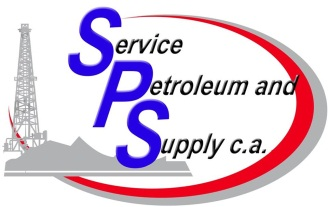 Service
Petroleum and
Supply c.a.